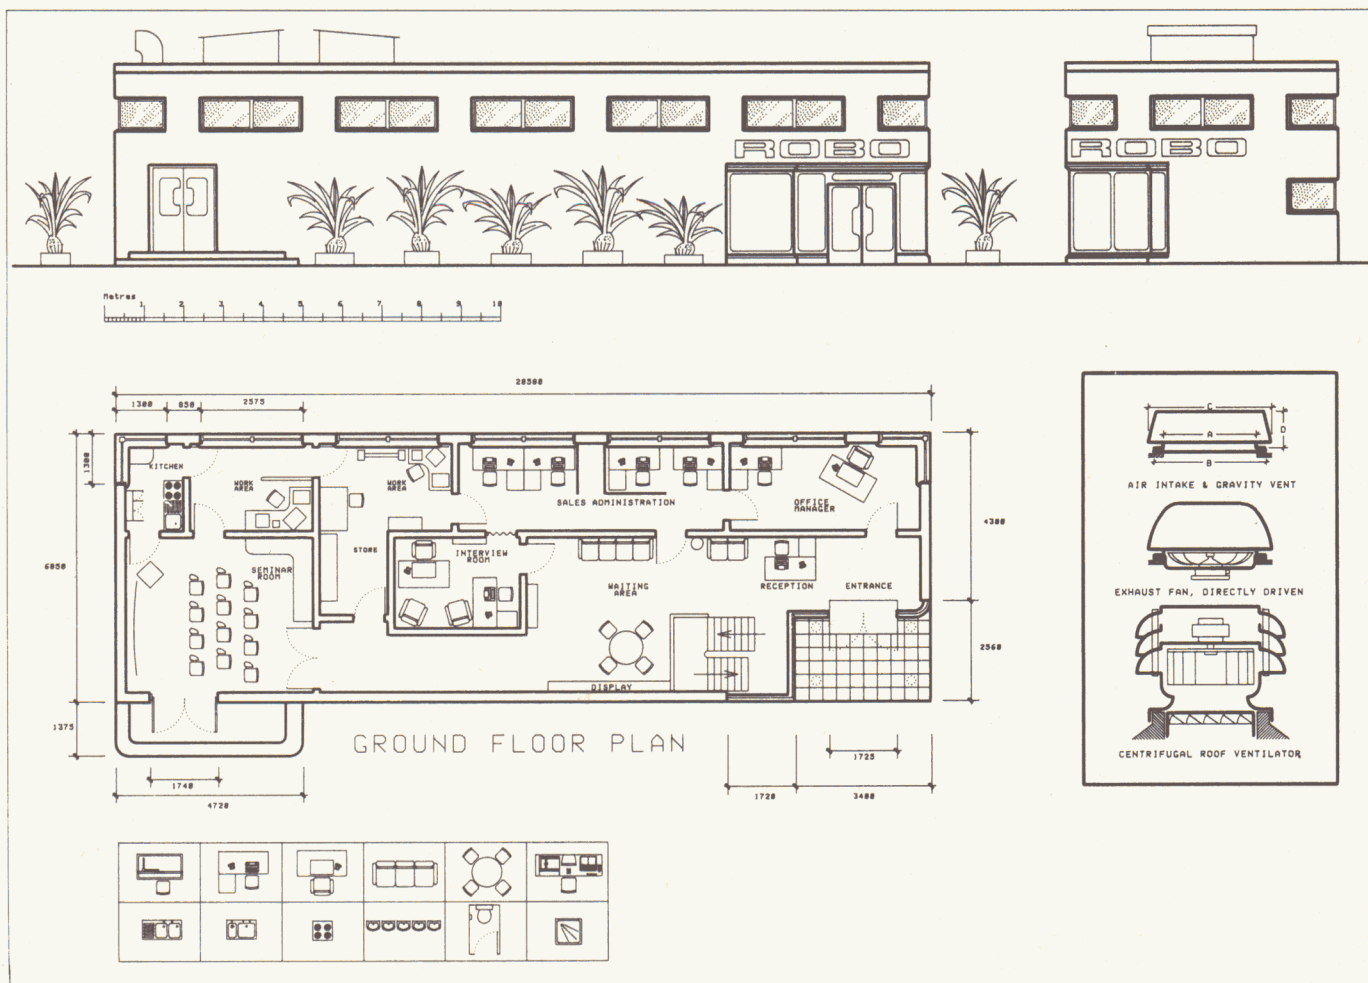 ROBO
ROBO
Metres
1 2 3 4 5 6 7 8 9 10
20500
1300 850 2575
1300
6050
1375
4300
2560
KITCHEN
WORK
AREA
WORK
AREA
SALES ADMINISTRATION
OFFICE
MANAGER
STORE
INTERVIEW
ROOM
SEMINAR
ROOM
WAITING
AREA
RECEPTION
ENTRANCE
DISPLAY
GROUND FLOOR PLAN
1740
4720
1725
1720
3400
C
A
D
B
AIR INTAKE & GRAVITY VENT
EXHAUST FAN, DIRECTLY DRIVEN
CENTRIFUGAL ROOF VENTILATOR